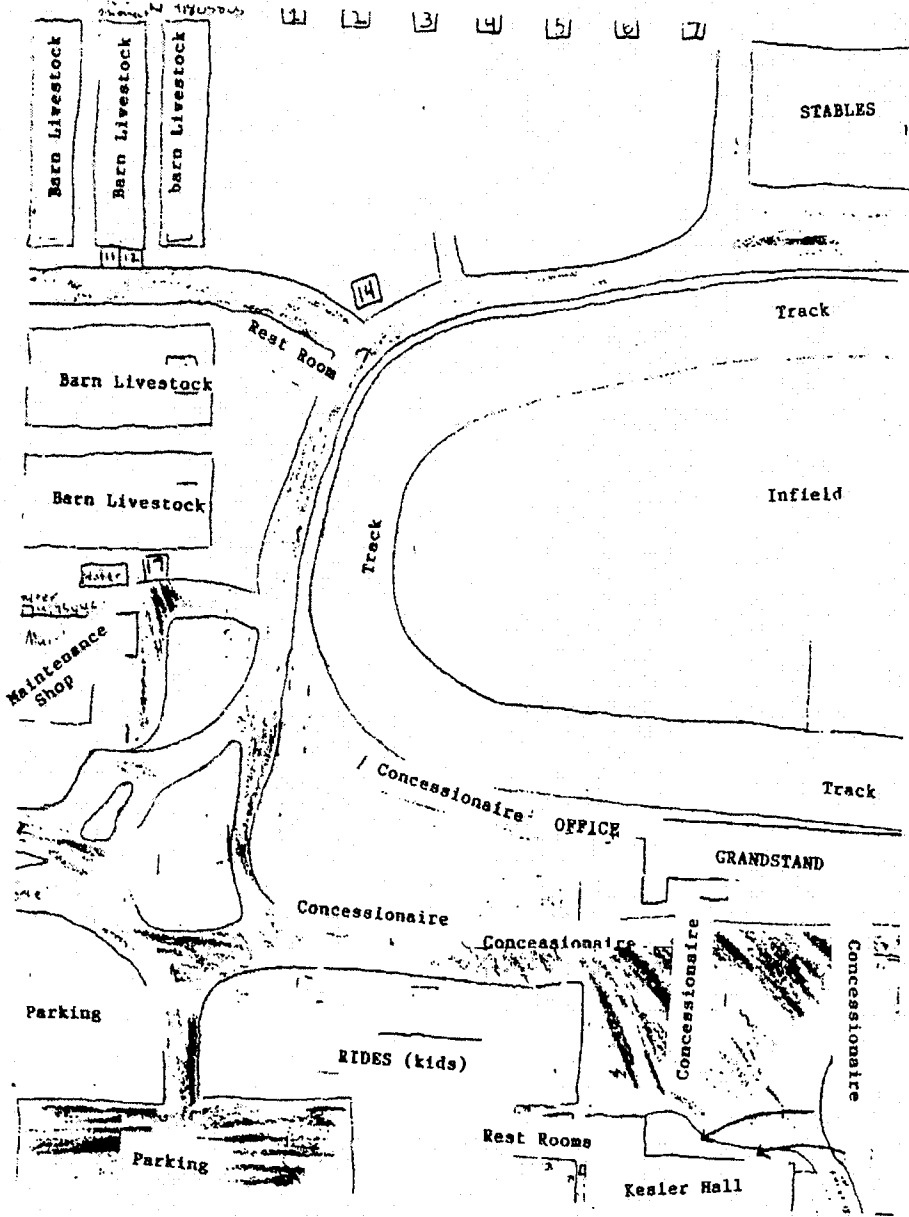 1 2 3 4 5 6 7
Barn Livestock
Barn Livestock
barn Livestock
STABLES
11 12
14
Track
Rest Room
Barn Livestock
Infield
Barn Livestock
Track
Water
Maintenance
Shop
Concessionaire
Track
OFFICE
GRANDSTAND
Concessionaire
Concessionaire
Concessionaire
Concessionaire
Parking
RIDES (kids)
Rest Rooms
Parking
Kesler Hall